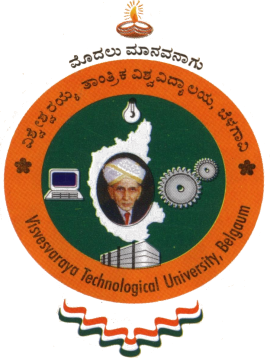 ಮೊದಲು ಮಾನವನಾಗು
ವಿಶ್ವೇಶ್ವರಯ್ಯ ತಾಂತ್ರಿಕ ವಿಶ್ವವಿದ್ಯಾಲಯ, ಬೆಳಗಾವಿ
Visvesvaraya Technological University, Belgaum